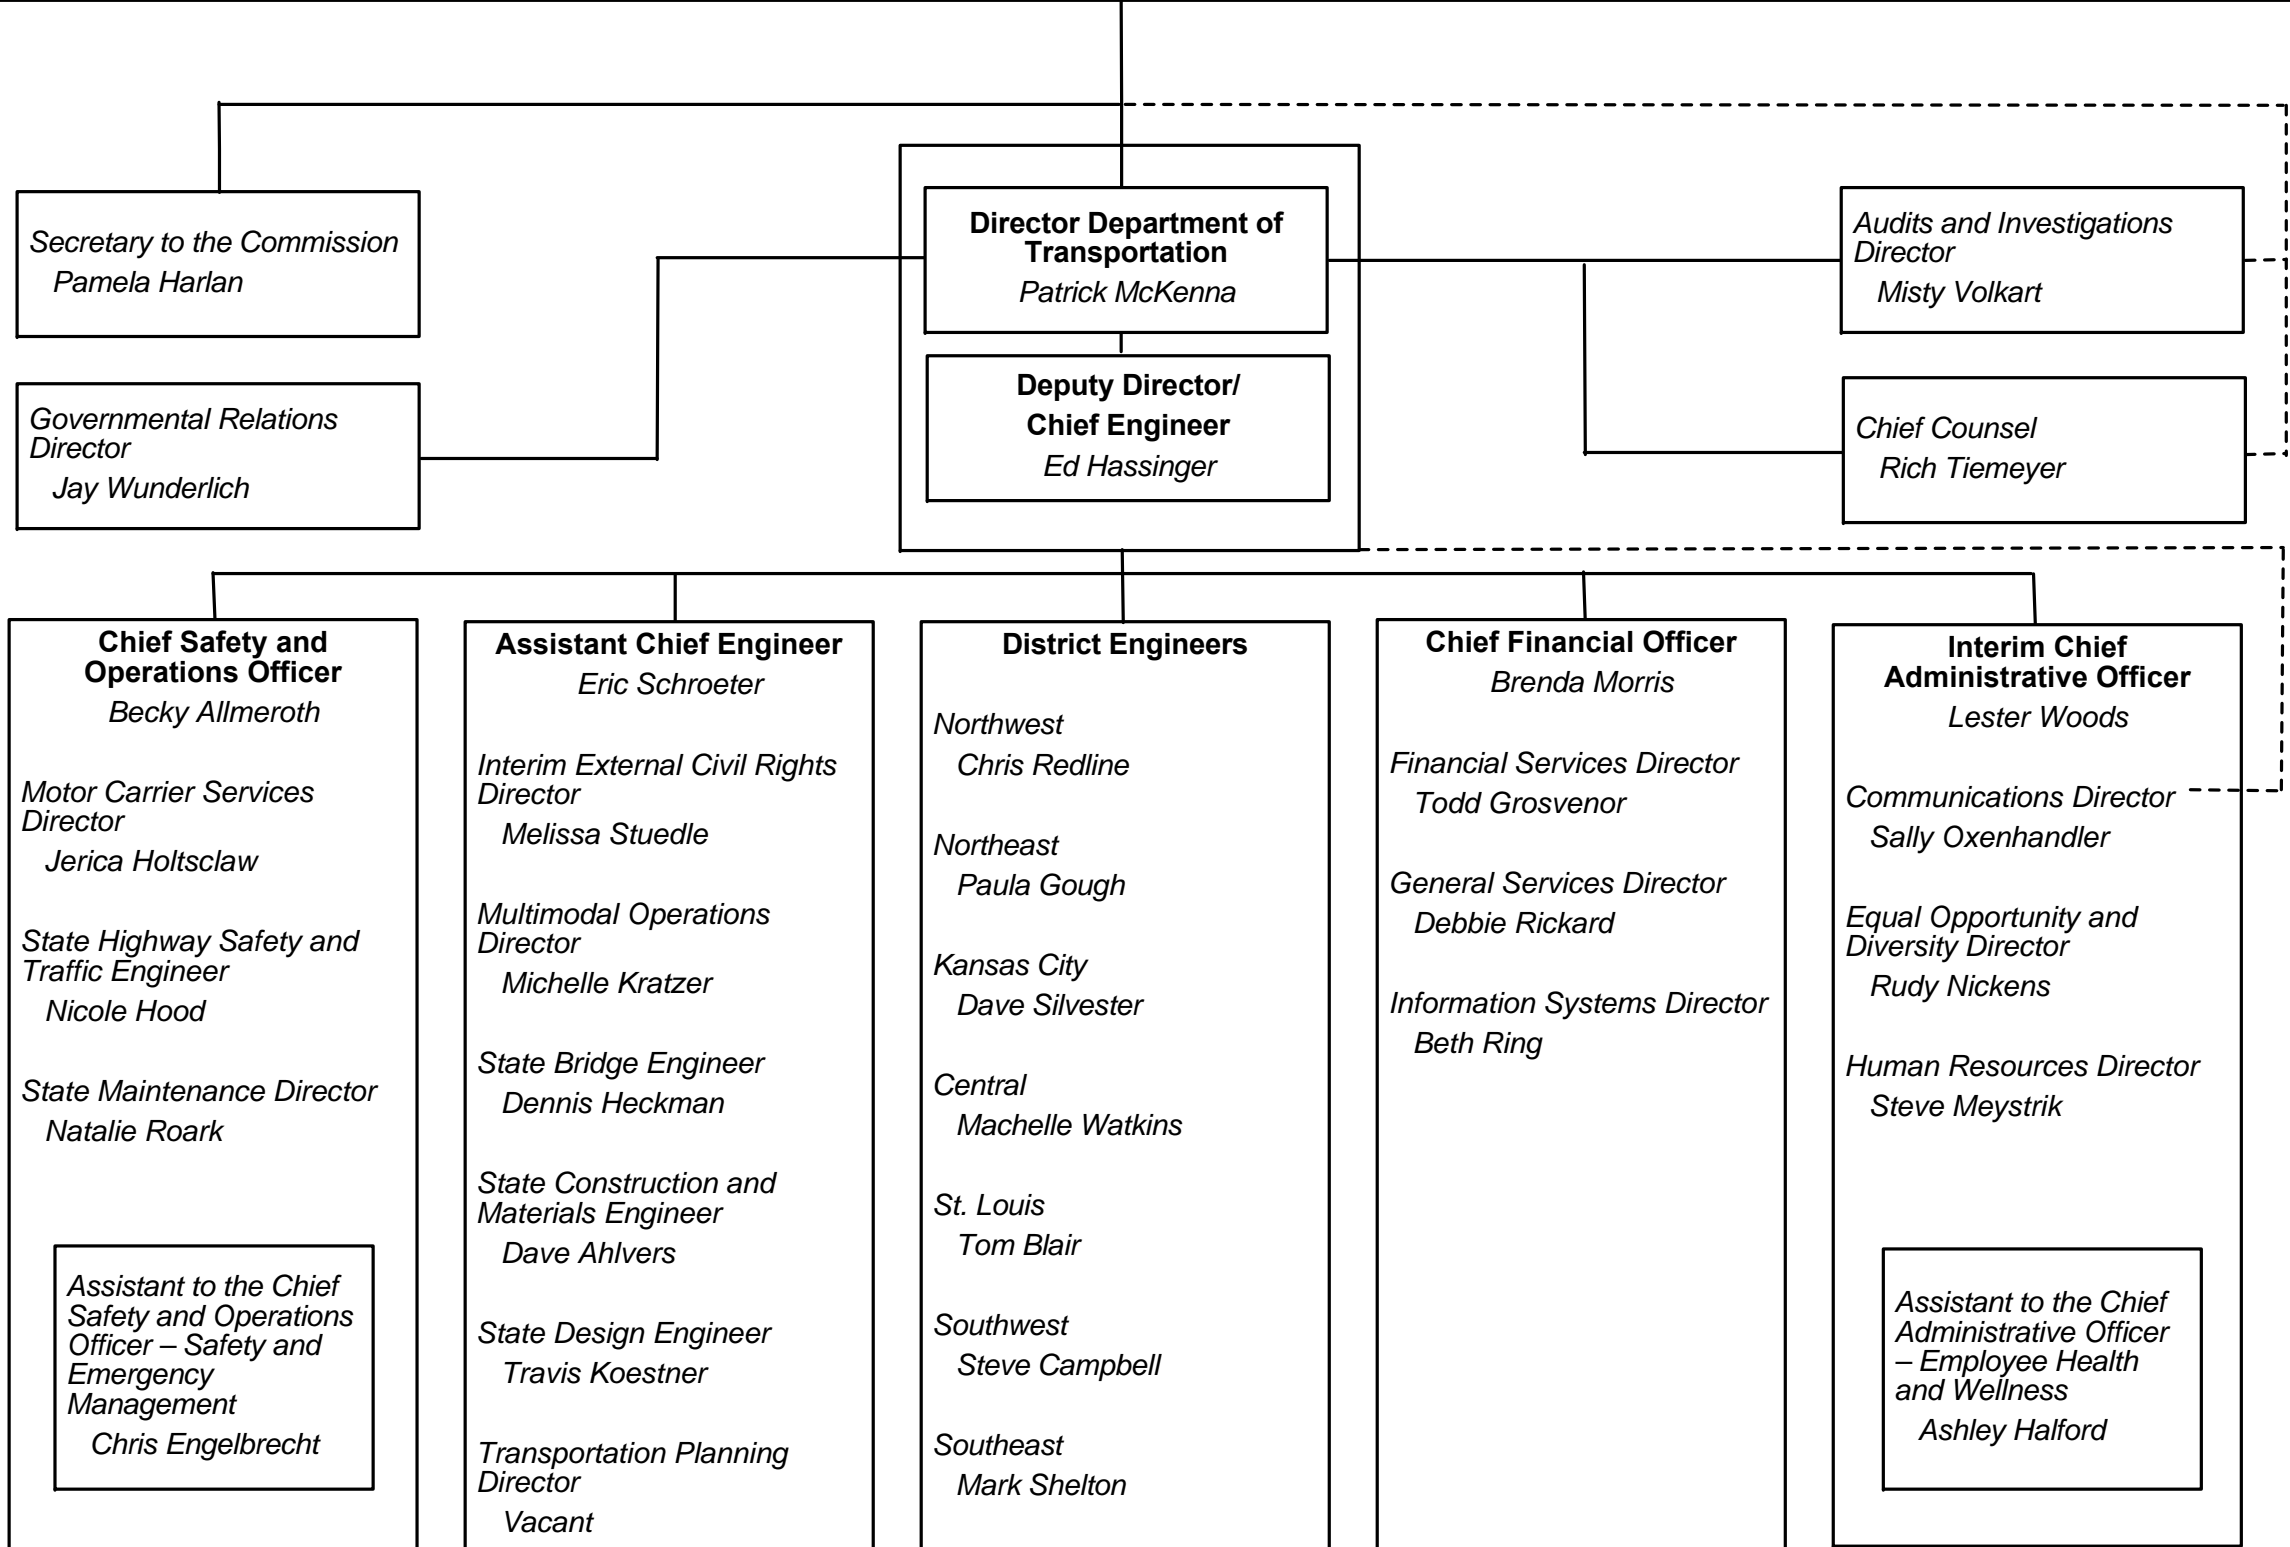 Secretary to the Commission
Pamela Harlan
Director Department of
Transportation
Patrick McKenna
Audits and Investigations
Director
Misty Volkart
Governmental Relations
Director
Jay Wunderlich
Deputy Director/
Chief Engineer
Ed Hassinger
Chief Counsel
Rich Tiemeyer
Chief Safety and
Operations Officer
Becky Allmeroth
Motor Carrier Services
Director
Jerica Holtsclaw
State Highway Safety and
Traffic Engineer
Nicole Hood
State Maintenance Director
Natalie Roark
Assistant to the Chief
Safety and Operations
Officer – Safety and
Emergency
Management
Chris Engelbrecht
Assistant Chief Engineer
Eric Schroeter
Interim External Civil Rights
Director
Melissa Stuedle
Multimodal Operations
Director
Michelle Kratzer
State Bridge Engineer
Dennis Heckman
State Construction and
Materials Engineer
Dave Ahlvers
State Design Engineer
Travis Koestner
Transportation Planning
Director
Vacant
District Engineers
Northwest
Chris Redline
Northeast
Paula Gough
Kansas City
Dave Silvester
Central
Machelle Watkins
St. Louis
Tom Blair
Southwest
Steve Campbell
Southeast
Mark Shelton
Chief Financial Officer
Brenda Morris
Financial Services Director
Todd Grosvenor
General Services Director
Debbie Rickard
Information Systems Director
Beth Ring
Interim Chief
Administrative Officer
Lester Woods
Communications Director
Sally Oxenhandler
Equal Opportunity and
Diversity Director
Rudy Nickens
Human Resources Director
Steve Meystrik
Assistant to the Chief
Administrative Officer
– Employee Health
and Wellness
Ashley Halford